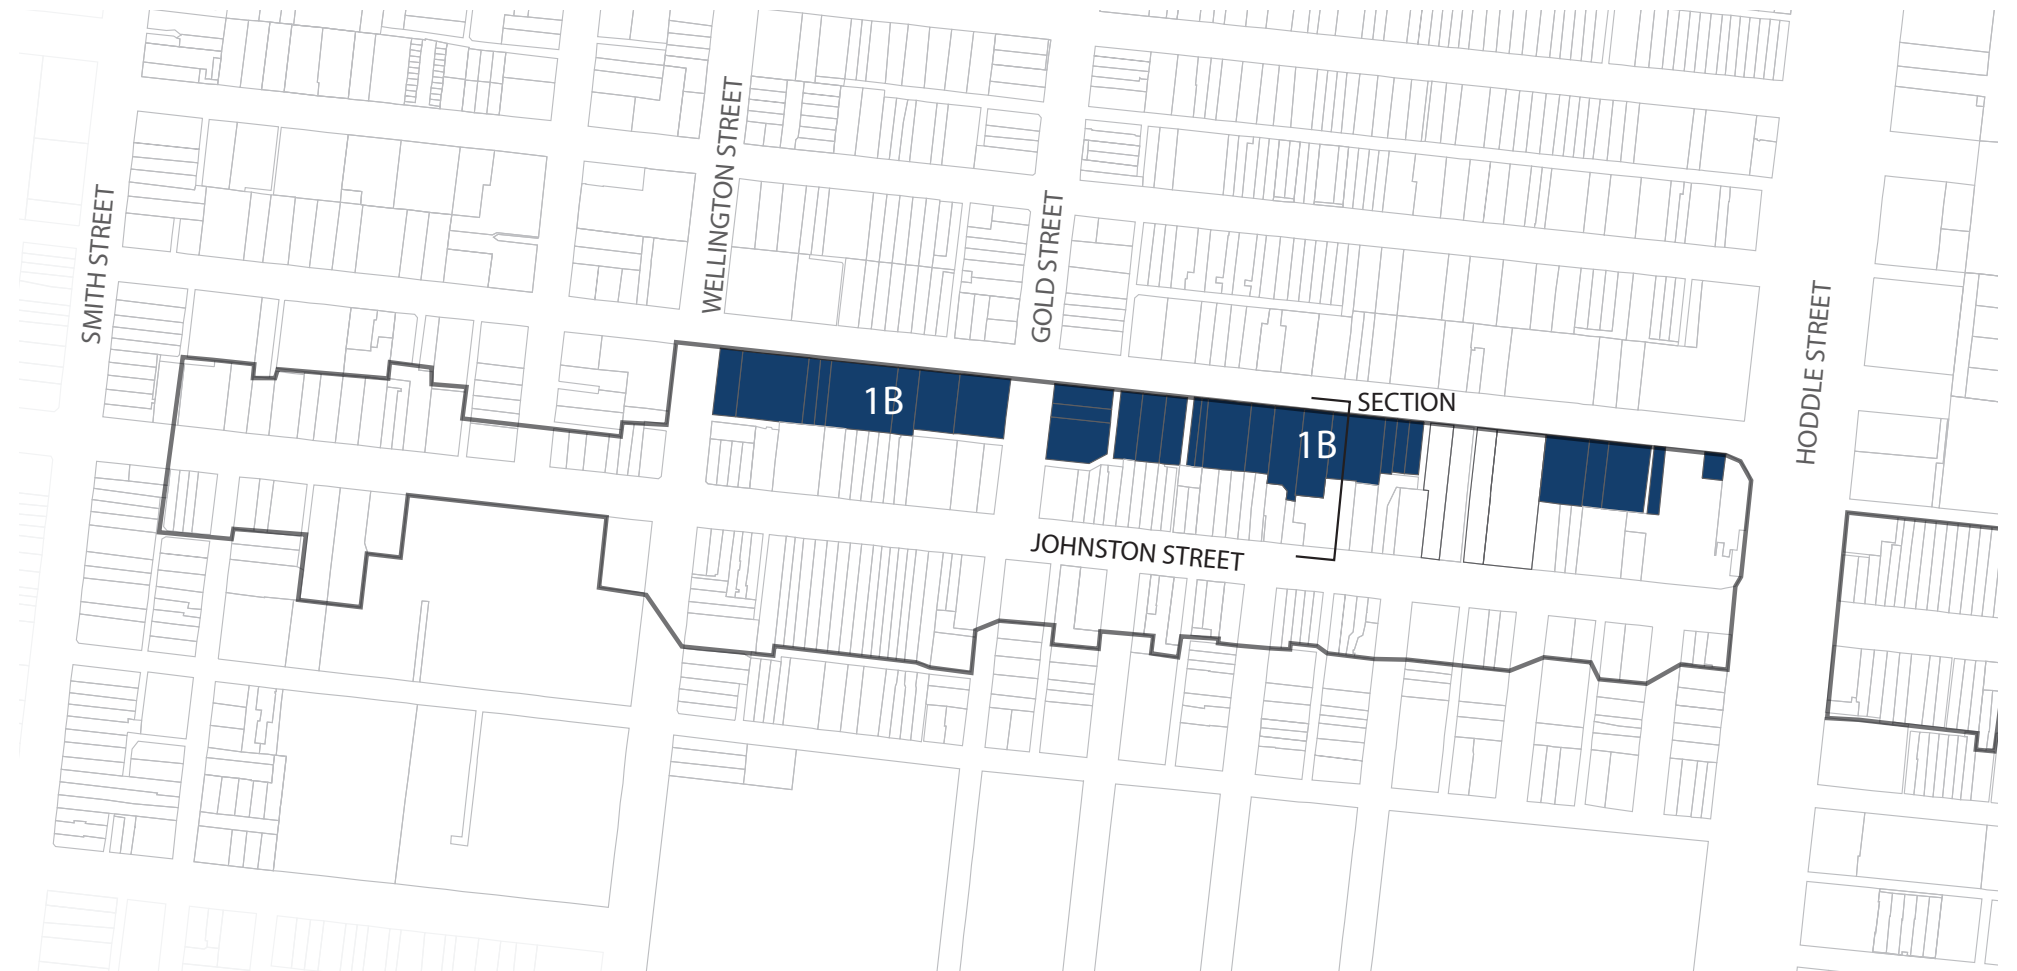 WELLINGTON STREET
SMITH STREET
GOLD STREET
HODDLE STREET
1B
SECTION
1B
JOHNSTON STREET